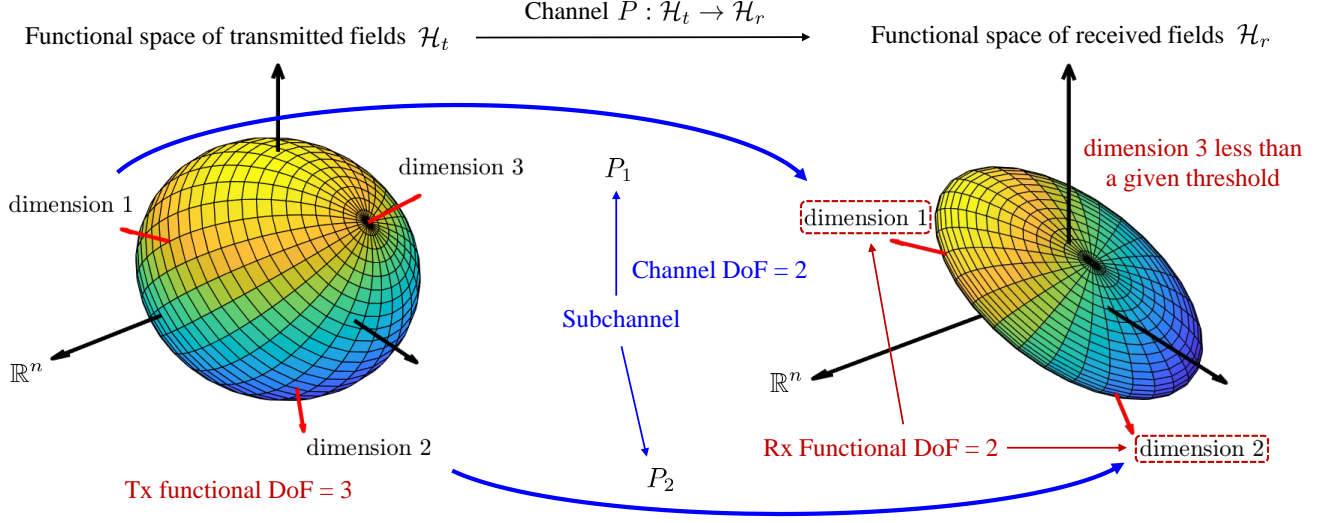 Channel P : ℋₜ → ℋᵣ
Functional space of transmitted fields ℋₜ
Functional space of received fields ℋᵣ
dimension 3
dimension 1
P₁
dimension 3 less than
a given threshold
dimension 1
Channel DoF = 2
Subchannel
ℝⁿ
ℝⁿ
dimension 2
Rx Functional DoF = 2
dimension 2
Tx functional DoF = 3
P₂